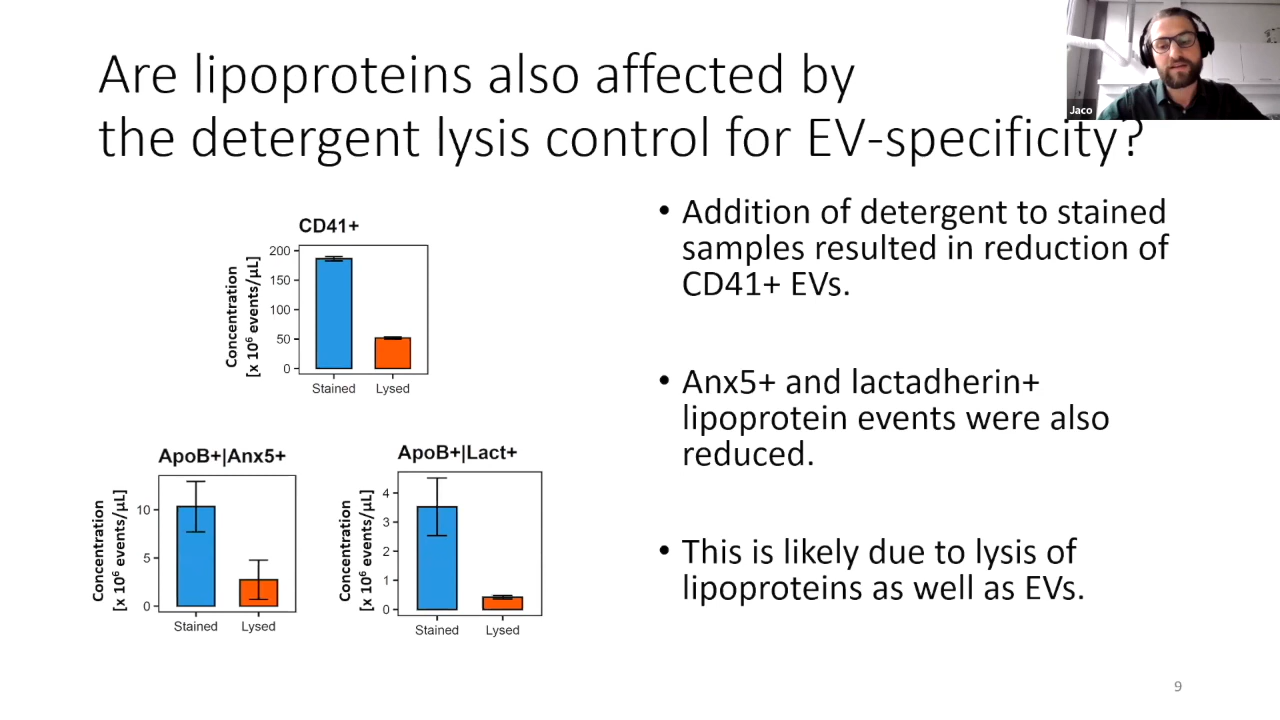 Are lipoproteins also affected by
the detergent lysis control for EV-specificity?
Jaco
CD41+
Concentration
[x 10⁶ events/µL]
200
150
100
50
0
Stained Lysed
ApoB+|Anx5+
Concentration
[x 10⁶ events/µL]
10
5
0
Stained Lysed
ApoB+|Lact+
Concentration
[x 10⁶ events/µL]
4
3
2
1
0
Stained Lysed
• Addition of detergent to stained
samples resulted in reduction of
CD41+ EVs.
• Anx5+ and lactadherin+
lipoprotein events were also
reduced.
• This is likely due to lysis of
lipoproteins as well as EVs.
9